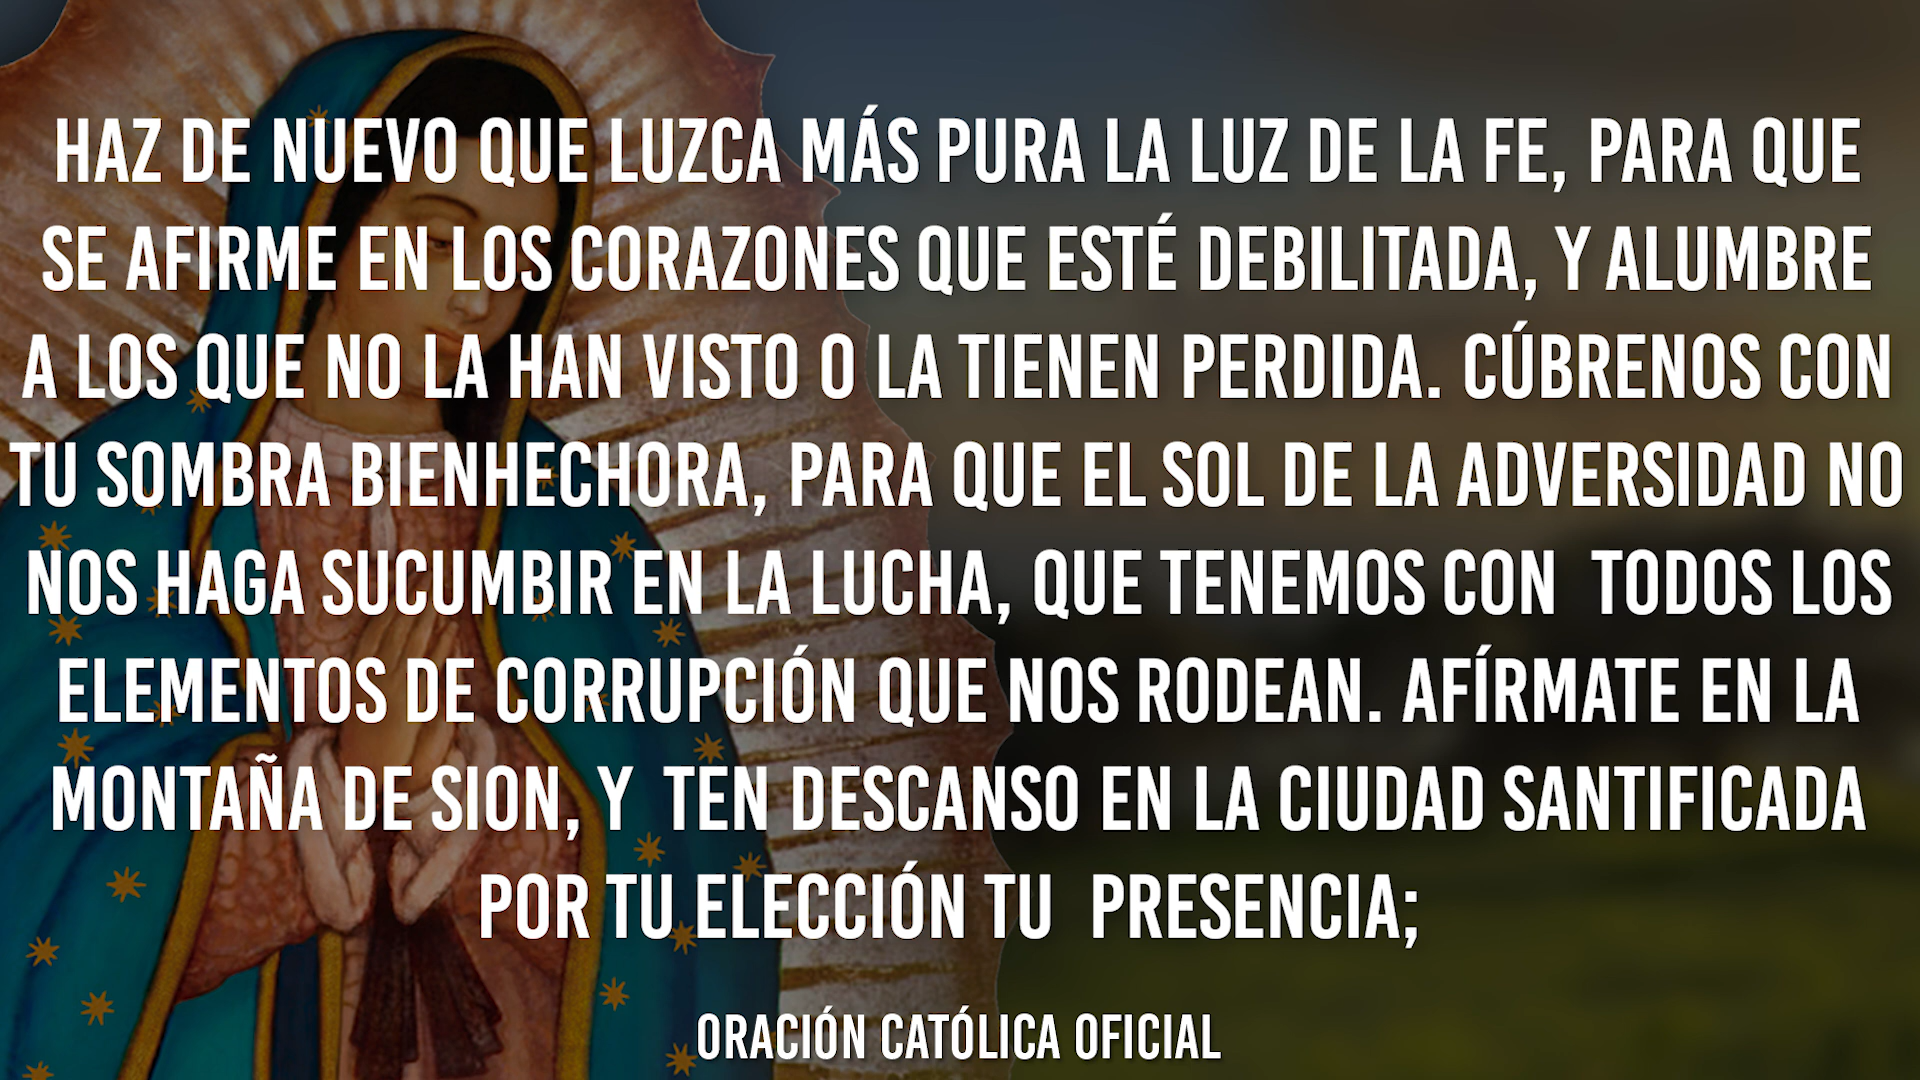 HAZ DE NUEVO QUE LUZCA MÁS PURA LA LUZ DE LA FE, PARA QUE
SE AFIRME EN LOS CORAZONES QUE ESTÉ DEBILITADA, Y ALUMBRE
A LOS QUE NO LA HAN VISTO O LA TIENEN PERDIDA. CÚBRENOS CON
TU SOMBRA BIENHECHORA, PARA QUE EL SOL DE LA ADVERSIDAD NO
NOS HAGA SUCUMBIR EN LA LUCHA, QUE TENEMOS CON TODOS LOS
ELEMENTOS DE CORRUPCIÓN QUE NOS RODEAN. AFÍRMATE EN LA
MONTAÑA DE SION, Y TEN DESCANSO EN LA CIUDAD SANTIFICADA
POR TU ELECCIÓN TU PRESENCIA;
ORACIÓN CATÓLICA OFICIAL